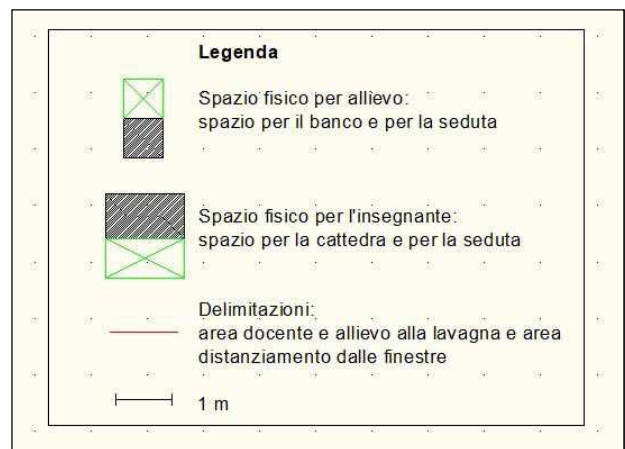 Legenda
Spazio fisico per allievo:
spazio per il banco e per la seduta
Spazio fisico per l'insegnante:
spazio per la cattedra e per la seduta
Delimitazioni:
area docente e allievo alla lavagna e area
distanziamento dalle finestre
1 m